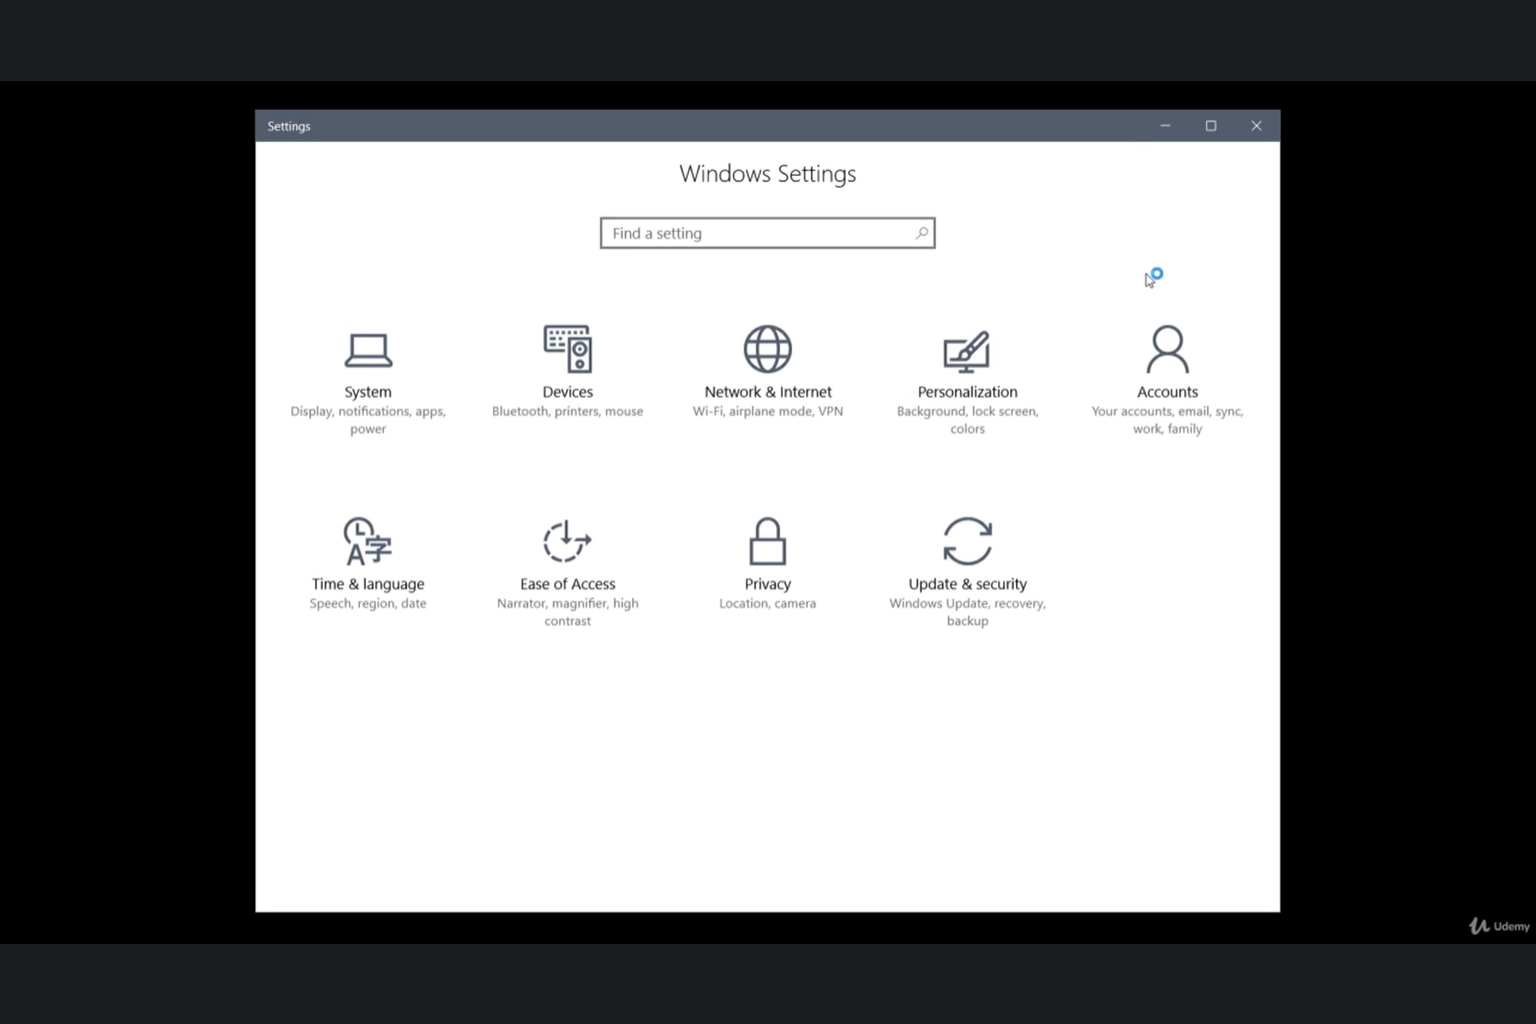 Settings
Windows Settings
Find a setting
System
Display, notifications, apps,
power
Devices
Bluetooth, printers, mouse
Network & Internet
Wi-Fi, airplane mode, VPN
Personalization
Background, lock screen,
colors
Accounts
Your accounts, email, sync,
work, family
Time & language
Speech, region, date
Ease of Access
Narrator, magnifier, high
contrast
Privacy
Location, camera
Update & security
Windows Update, recovery,
backup
Udemy